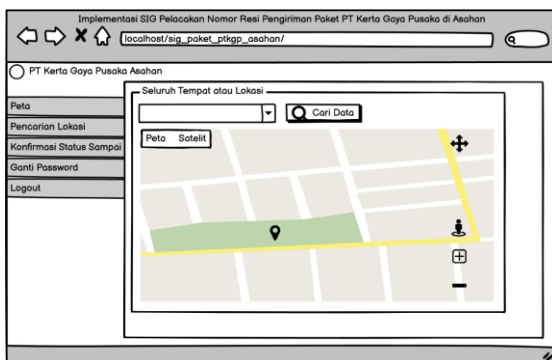 Implementasi SIG Pelacakan Nomor Resi Pengiriman Paket PT Kerta Gaya Pusaka di Asahan
localhost/sig_paket_ptkgp_asahan/
PT Kerta Gaya Pusaka Asahan
Seluruh Tempat atau Lokasi
Cari Data
Peta
Pencarian Lokasi
Konfirmasi Status Sampai
Ganti Password
Logout
Peta Satelit